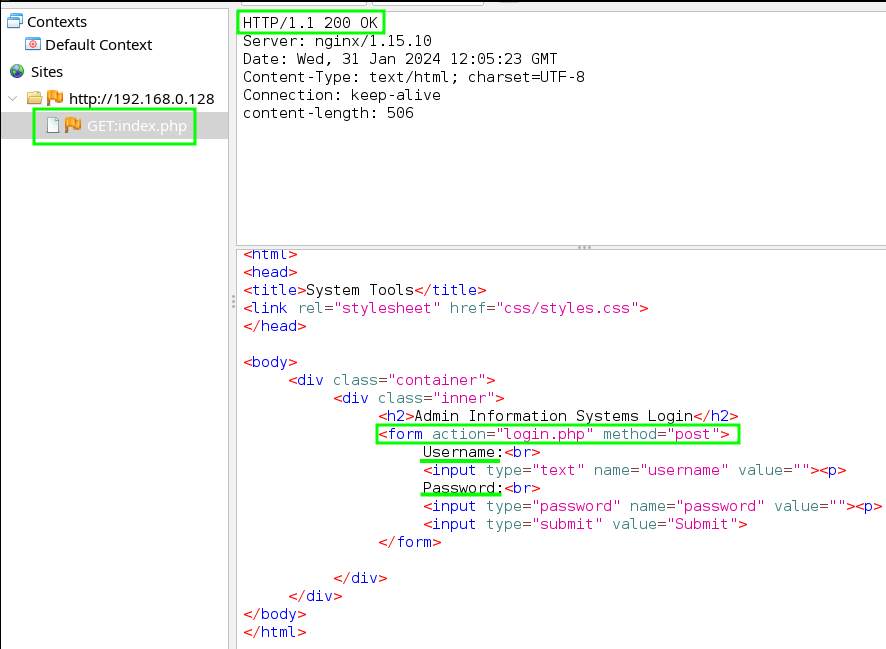 Contexts
Default Context
Sites
http://192.168.0.128
GET:index.php
HTTP/1.1 200 OK
Server: nginx/1.15.10
Date: Wed, 31 Jan 2024 12:05:23 GMT
Content-Type: text/html; charset=UTF-8
Connection: keep-alive
content-length: 506
<html>
<head>
<title>System Tools</title>
<link rel="stylesheet" href="css/styles.css">
</head>
<body>
<div class="container">
<div class="inner">
<h2>Admin Information Systems Login</h2>
<form action="login.php" method="post">
Username:<br>
<input type="text" name="username" value=""><p>
Password:<br>
<input type="password" name="password" value=""><p>
<input type="submit" value="Submit">
</form>
</div>
</div>
</body>
</html>